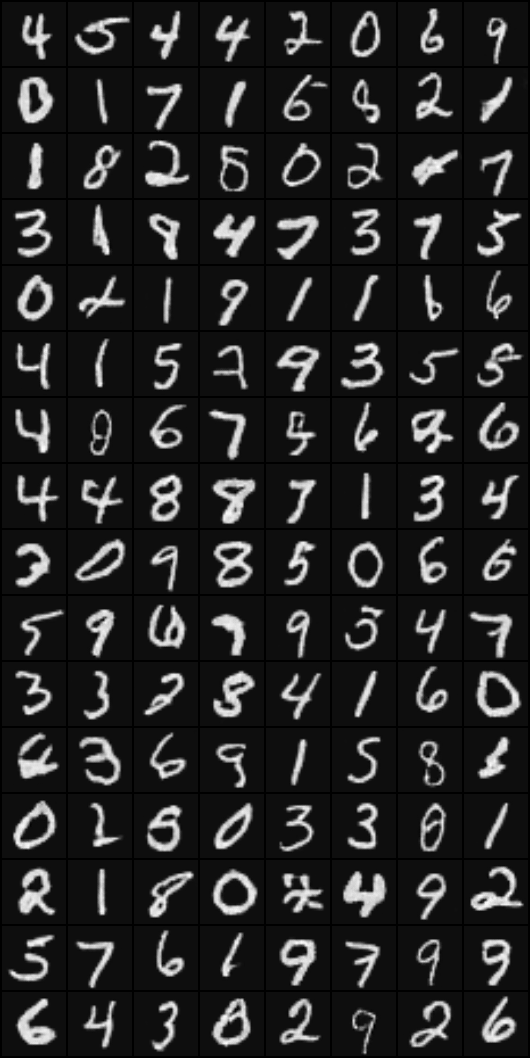 4 5 4 4 2 0 6 9
0 1 7 1 6 8 2 1
1 8 2 5 0 2 7
3 1 9 4 7 3 7 5
0 2 1 9 1 1 6 6
4 1 5 2 9 3 5 5
4 0 6 7 5 6 6
4 4 8 8 7 1 3 4
3 0 9 8 5 0 6 6
5 9 6 7 9 5 4 7
3 3 2 8 4 1 6 0
3 6 9 1 5 8
0 2 6 0 3 3 0 1
2 1 8 0 4 9 2
5 7 6 1 9 7 9 9
6 4 3 8 2 9 2 6